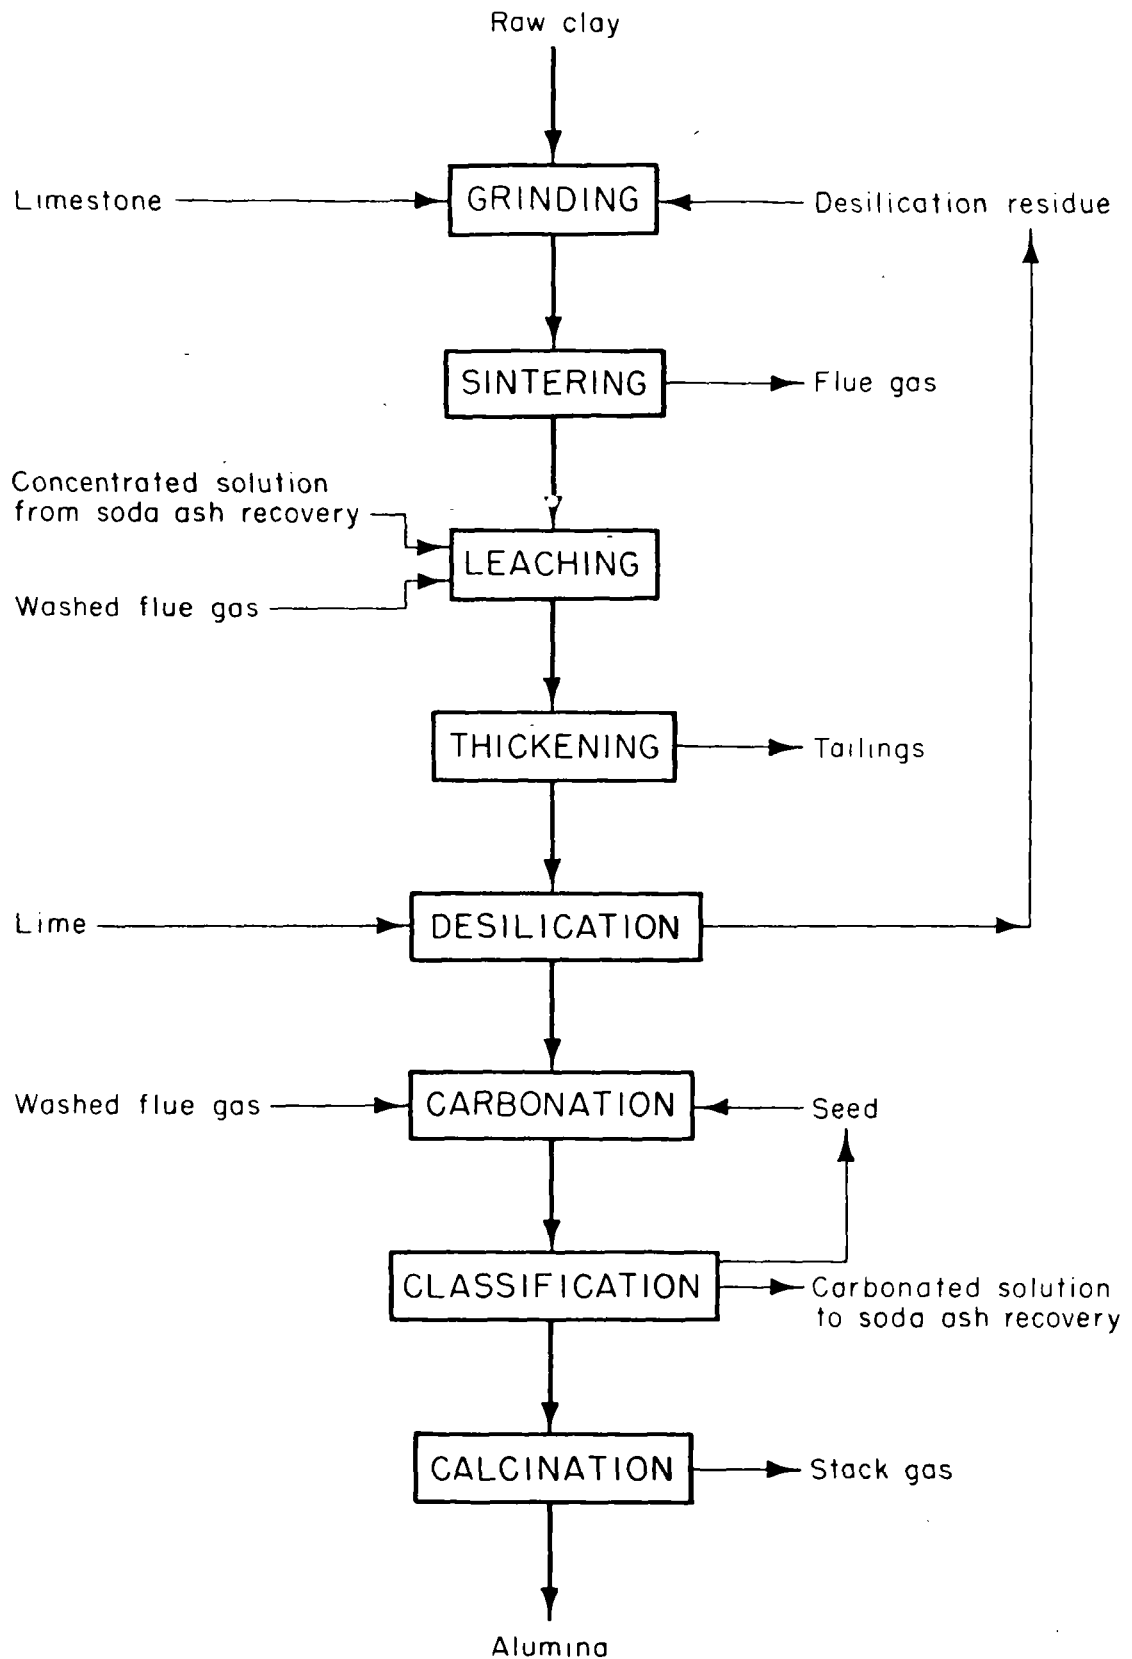 Raw clay
Limestone
GRINDING
Desilication residue
SINTERING
Flue gas
Concentrated solution
from soda ash recovery
LEACHING
Washed flue gas
THICKENING
Tailings
Lime
DESILICATION
Washed flue gas
CARBONATION
Seed
CLASSIFICATION
Carbonated solution
to soda ash recovery
CALCINATION
Stack gas
Alumina